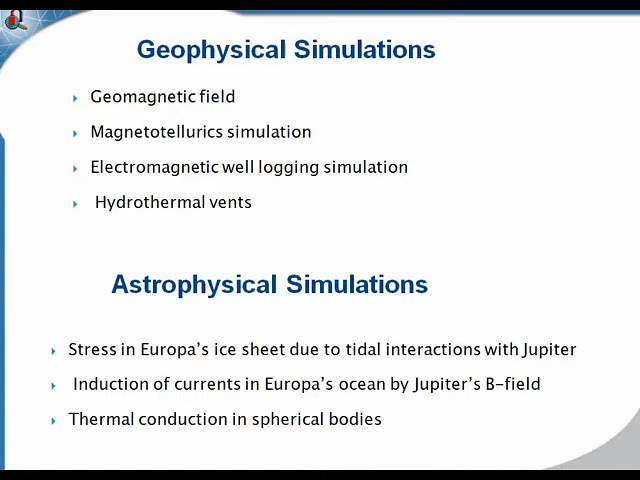 Geophysical Simulations
Geomagnetic field
Magnetotellurics simulation
Electromagnetic well logging simulation
Hydrothermal vents
Astrophysical Simulations
Stress in Europa's ice sheet due to tidal interactions with Jupiter
Induction of currents in Europa's ocean by Jupiter's B-field
Thermal conduction in spherical bodies